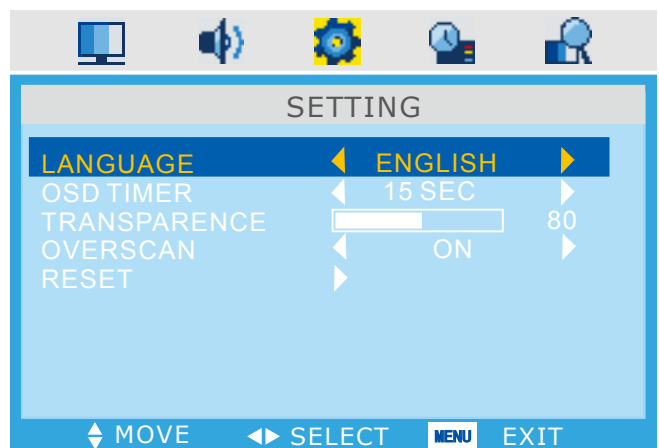 SETTING
LANGUAGE ENGLISH
OSD TIMER 15 SEC
TRANSPARENCE 80
OVERSCAN ON
RESET
MOVE SELECT MENU EXIT